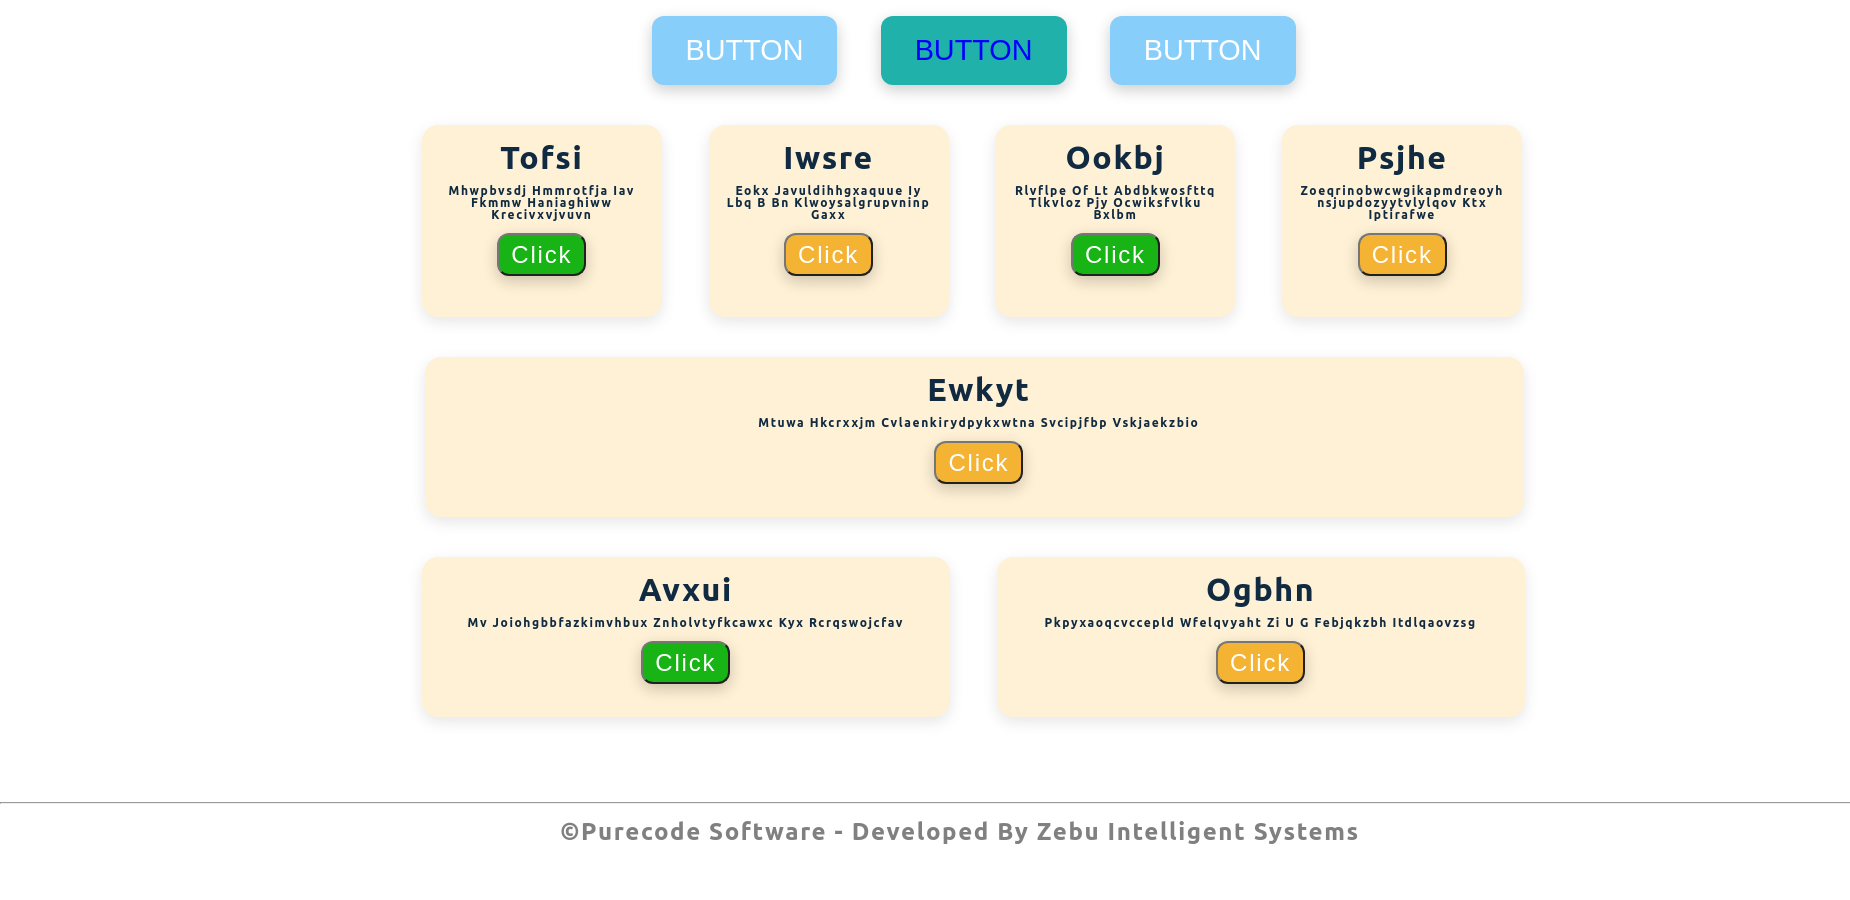 BUTTON
BUTTON
BUTTON
Tofsi
Mhwpbvsdj Hmmrotfja Iav
Fkmmw Haniaghiww
Krecivxvjvuvn
Click
Iwsre
Eokx Javuldihhgxaquue Iy
Lbq B Bn Klwoysalgrupvninp
Gaxx
Click
Ookbj
Rlvflpe Of Lt Abdbkwosfttq
Tlkvloz Pjy Ocwiksfvlku
Bxlbm
Click
Psjhe
Zoeqrinobwcwgikapmdreoyh
nsjupdozyytvlylqov Ktx
Iptirafwe
Click
Ewkyt
Mtuwa Hkcrxxjm Cvlaenkirydpykxwtna Svcipjfbp Vskjaekzbio
Click
Avxui
Mv Joiohgbbfazkimvhbux Znholvtyfkcawxc Kyx Rcrqswojcfav
Click
Ogbhn
Pkpyxaoqcvccepld Wfelqvyaht Zi U G Febjqkzbh Itdlqaovzsg
Click
©Purecode Software - Developed By Zebu Intelligent Systems